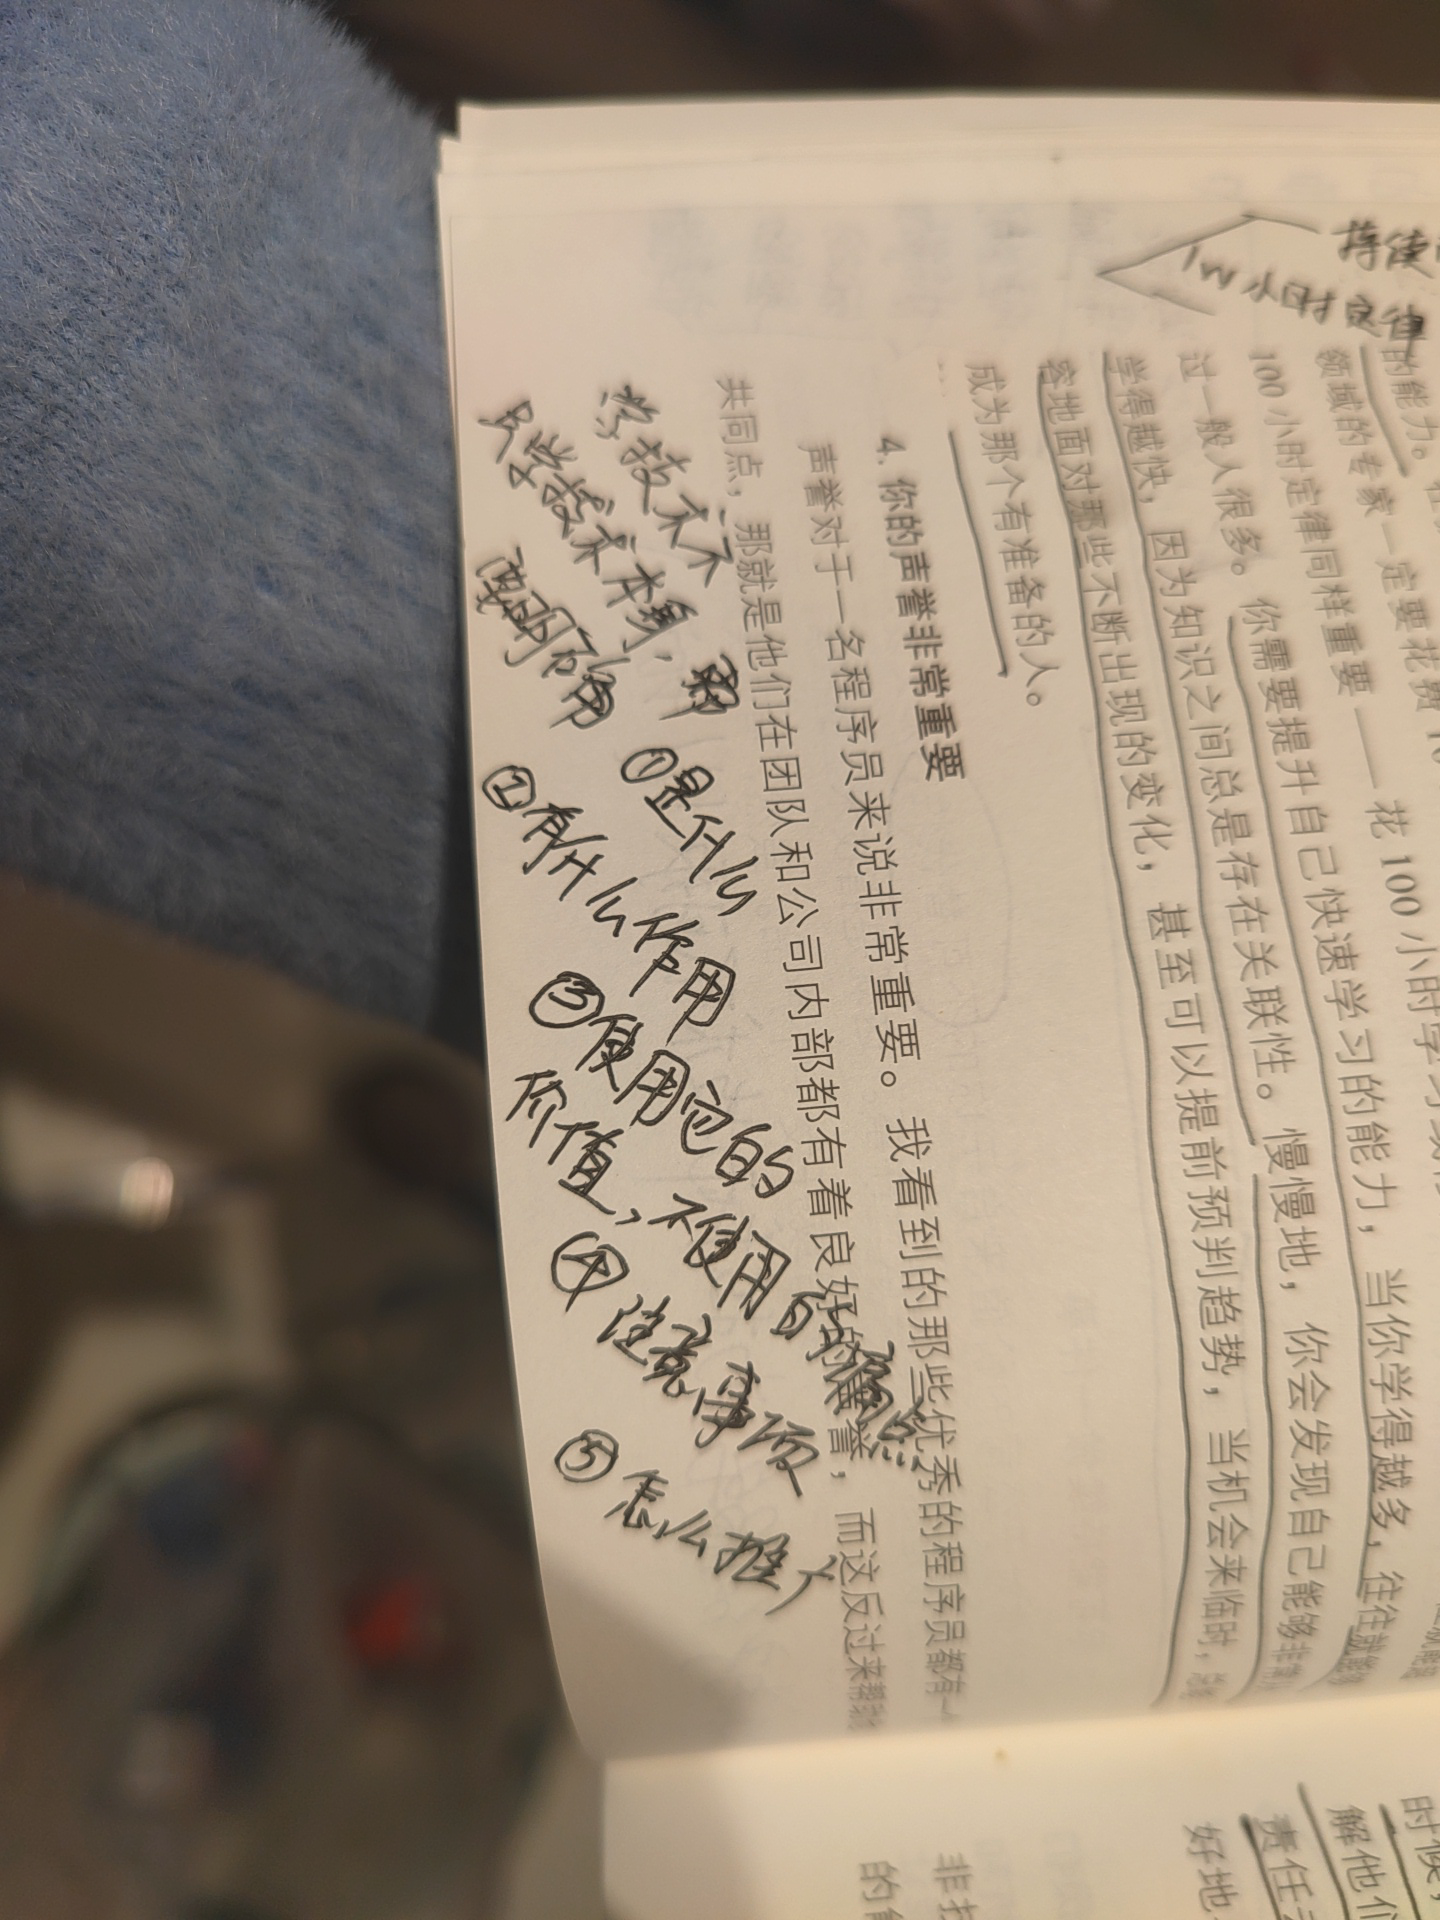 持续
100小时定律
的能力。
领域的专家一定要花费 10
100 小时定律同样重要 —— 花 100 小时学习
过一般人很多。你需要提升自己快速学习的能力,当你学得越多,往往就
学得越快,因为知识之间总是存在关联性。慢慢地,你会发现自己能够非常
容地面对那些不断出现的变化,甚至可以提前预判趋势,当机会来临时,
成为那个有准备的人。
4. 你的声誉非常重要
声誉对于一名程序员来说非常重要。我看到的那些优秀的程序员都有一
共同点,那就是他们在团队和公司内部都有着良好的声誉,而这反过来
学技术不
只学技术本身,
要明确
①是什么
②有什么作用
③使用它的
价值,不使用的痛点
④注意事项
⑤怎么推广
时候,
解他们
责任
好地
非技
的